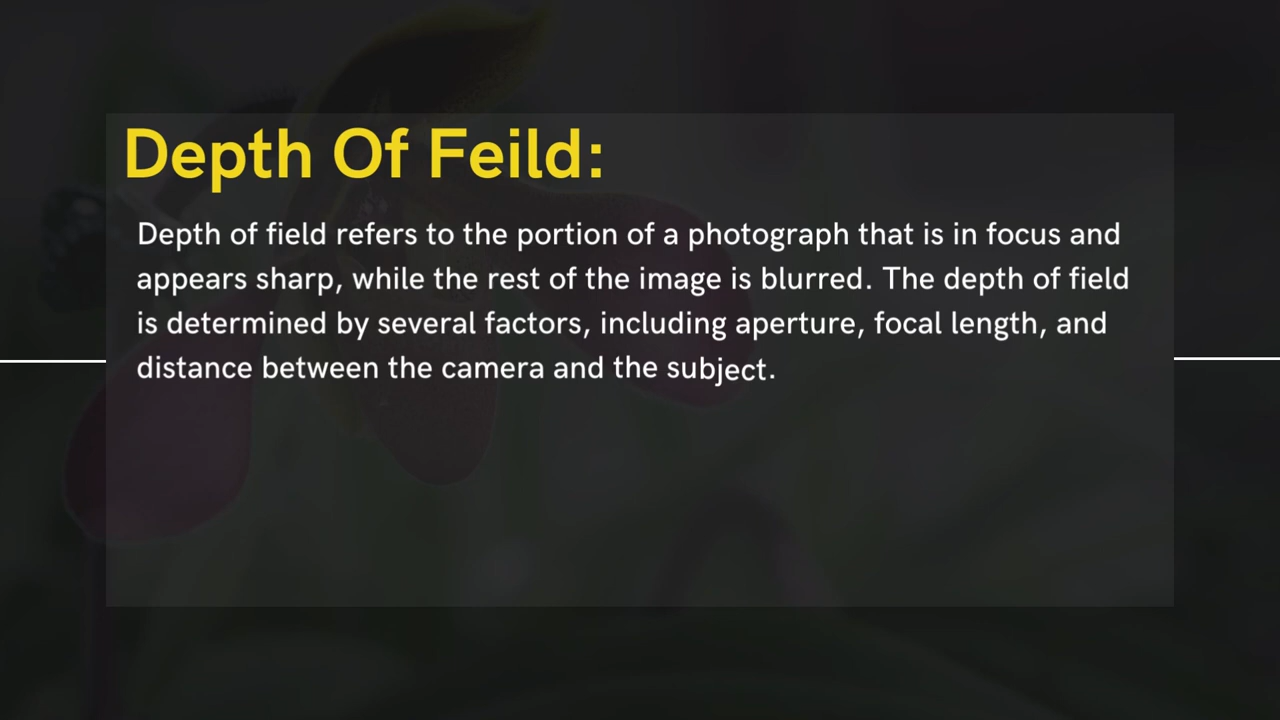 Depth Of Feild:
Depth of field refers to the portion of a photograph that is in focus and
appears sharp, while the rest of the image is blurred. The depth of field
is determined by several factors, including aperture, focal length, and
distance between the camera and the subject.